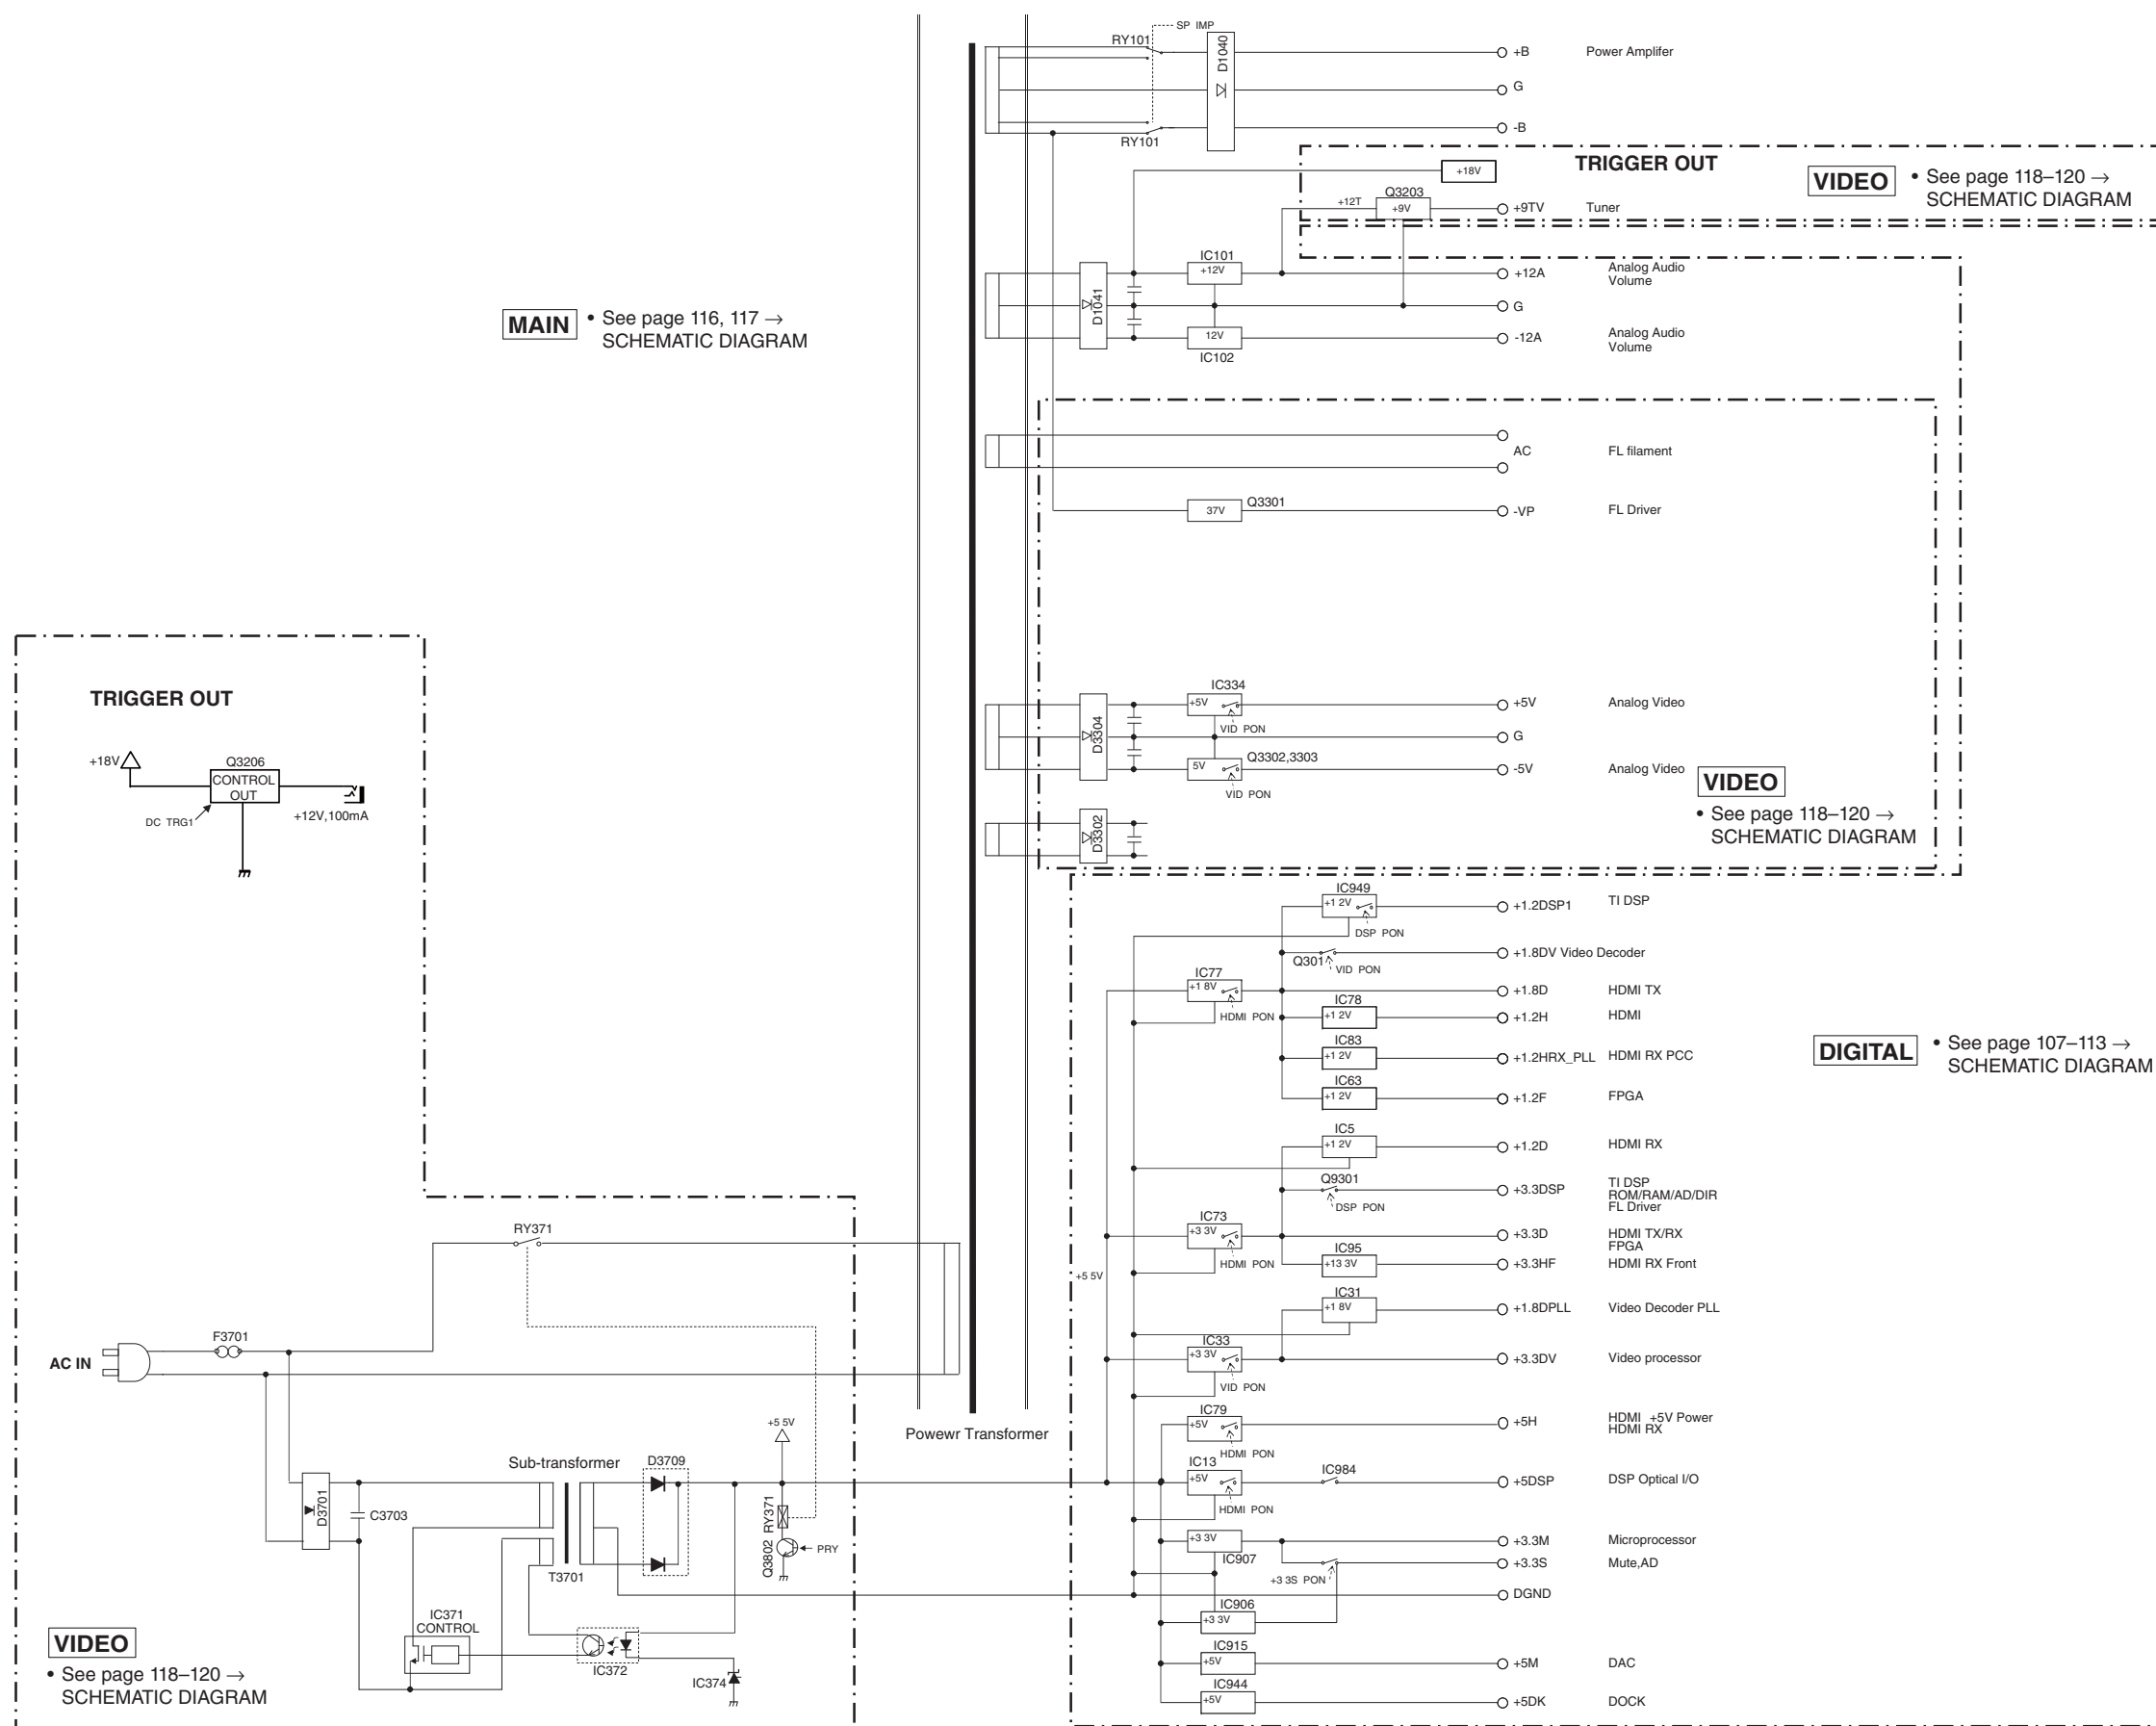 SP IMP
RY101
D1040
+B
Power Amplifer
G
-B
RY101
+18V
TRIGGER OUT
VIDEO
• See page 118–120 →
SCHEMATIC DIAGRAM
Q3203
+12T
+9V
+9TV
Tuner
IC101
+12V
+12A
Analog Audio
Volume
D1041
G
12V
IC102
-12A
Analog Audio
Volume
MAIN
• See page 116, 117 →
SCHEMATIC DIAGRAM
AC
FL filament
37V
Q3301
-VP
FL Driver
TRIGGER OUT
+18V
Q3206
CONTROL
OUT
DC TRG1
+12V,100mA
IC334
+5V
VID PON
+5V
Analog Video
D3304
G
5V
Q3302,3303
VID PON
-5V
Analog Video
VIDEO
• See page 118–120 →
SCHEMATIC DIAGRAM
D3302
IC949
+1 2V
DSP PON
+1.2DSP1
TI DSP
Q301
VID PON
+1.8DV Video Decoder
IC77
+1 8V
HDMI PON
+1.8D
HDMI TX
IC78
+1 2V
+1.2H
HDMI
IC83
+1 2V
+1.2HRX_PLL
HDMI RX PCC
IC63
+1 2V
+1.2F
FPGA
DIGITAL
• See page 107–113 →
SCHEMATIC DIAGRAM
IC5
+1 2V
+1.2D
HDMI RX
Q9301
DSP PON
+3.3DSP
TI DSP
ROM/RAM/AD/DIR
FL Driver
IC73
+3 3V
HDMI PON
+3.3D
HDMI TX/RX
FPGA
IC95
+13 3V
+3.3HF
HDMI RX Front
+5 5V
IC31
+1 8V
+1.8DPLL
Video Decoder PLL
IC33
+3 3V
VID PON
+3.3DV
Video processor
IC79
+5V
HDMI PON
+5H
HDMI +5V Power
HDMI RX
IC13
+5V
HDMI PON
IC984
+5DSP
DSP Optical I/O
+3 3V
IC907
+3.3M
Microprocessor
+3 3S PON
+3.3S
Mute,AD
DGND
IC906
+3 3V
IC915
+5V
+5M
DAC
IC944
+5V
+5DK
DOCK
RY371
F3701
AC IN
Powewr Transformer
+5 5V
Sub-transformer
D3709
D3701
C3703
T3701
RY371
Q3802
PRY
IC371
CONTROL
IC372
IC374
VIDEO
• See page 118–120 →
SCHEMATIC DIAGRAM